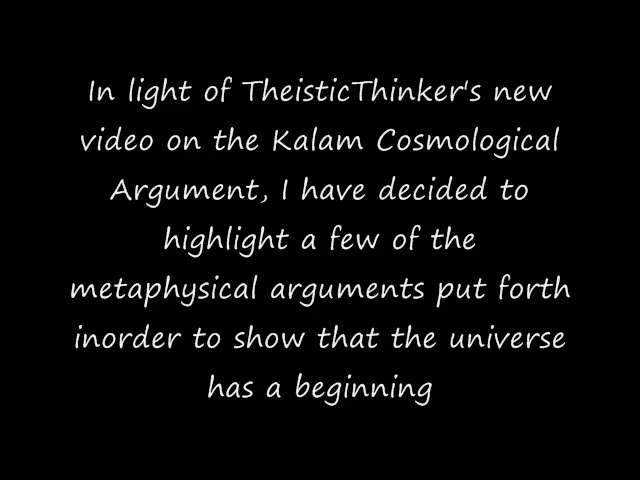 In light of TheisticThinker's new
video on the Kalam Cosmological
Argument, I have decided to
highlight a few of the
metaphysical arguments put forth
inorder to show that the universe
has a beginning